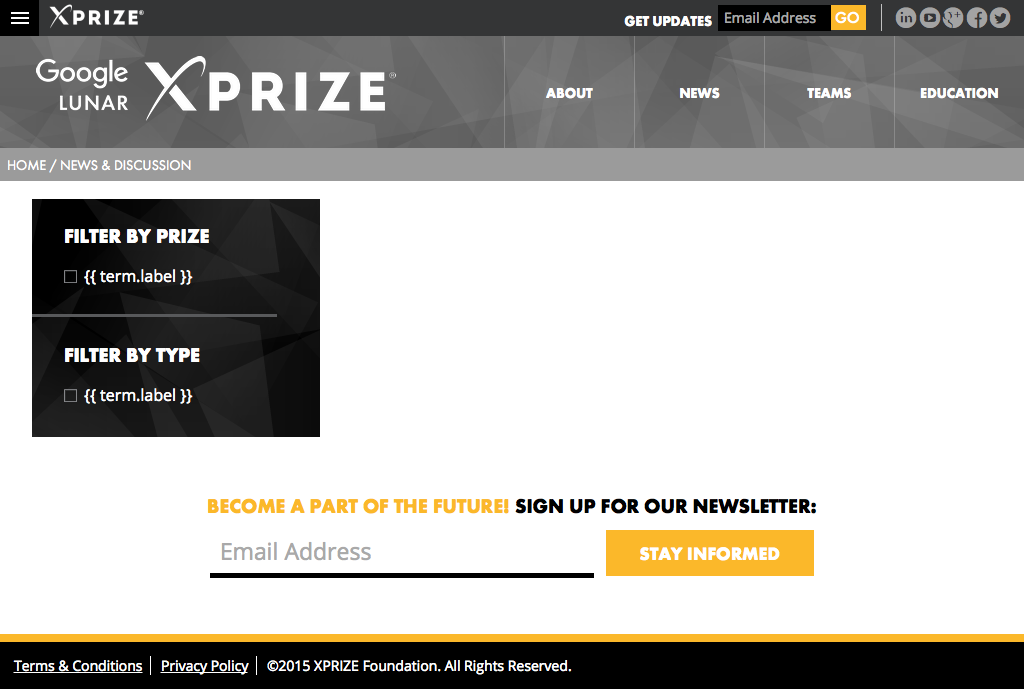 XPRIZE®
GET UPDATES Email Address GO
Google LUNAR XPRIZE®
ABOUT NEWS TEAMS EDUCATION
HOME / NEWS & DISCUSSION
FILTER BY PRIZE
{{ term.label }}
FILTER BY TYPE
{{ term.label }}
BECOME A PART OF THE FUTURE! SIGN UP FOR OUR NEWSLETTER:
Email Address STAY INFORMED
Terms & Conditions Privacy Policy ©2015 XPRIZE Foundation. All Rights Reserved.